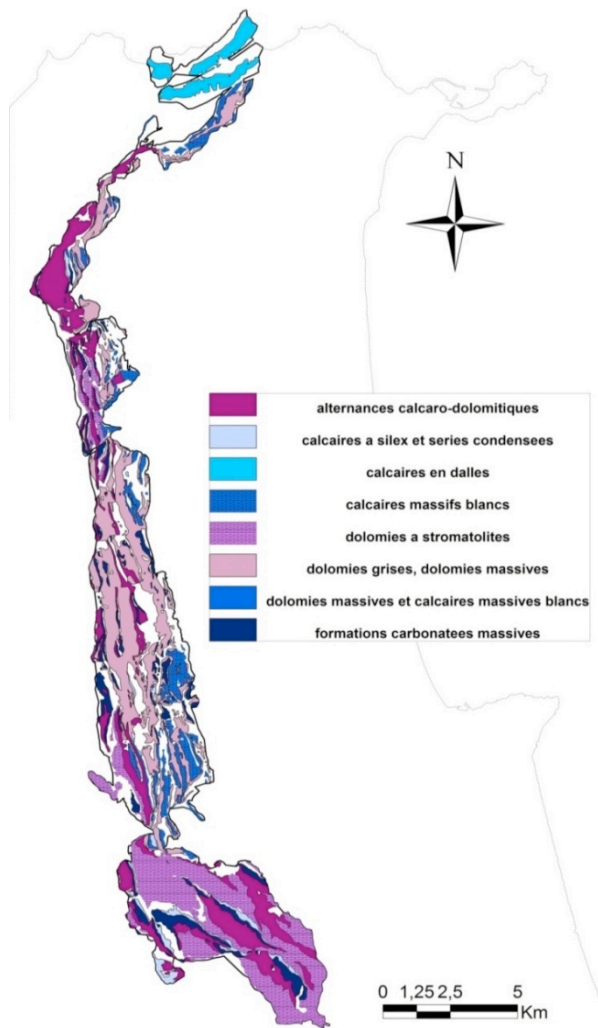 N
alternances calcaro-dolomitiques
calcaires a silex et series condensees
calcaires en dalles
calcaires massifs blancs
dolomies a stromatolites
dolomies grises, dolomies massives
dolomies massives et calcaires massives blancs
formations carbonatees massives
0 1,25 2,5 5
Km